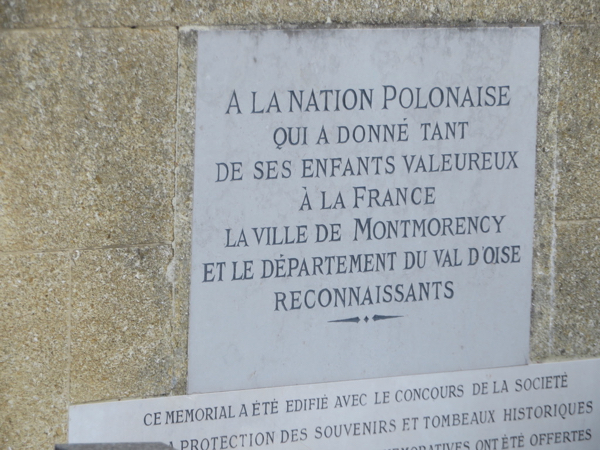 A LA NATION POLONAISE
QUI A DONNÉ TANT
DE SES ENFANTS VALEUREUX
À LA FRANCE
LA VILLE DE MONTMORENCY
ET LE DÉPARTEMENT DU VAL D'OISE
RECONNAISSANTS
CE MEMORIAL A ÉTÉ EDIFIÉ AVEC LE CONCOURS DE LA SOCIETÉ
A PROTECTION DES SOUVENIRS ET TOMBEAUX HISTORIQUES
ONT ÉTÉ OFFERTES